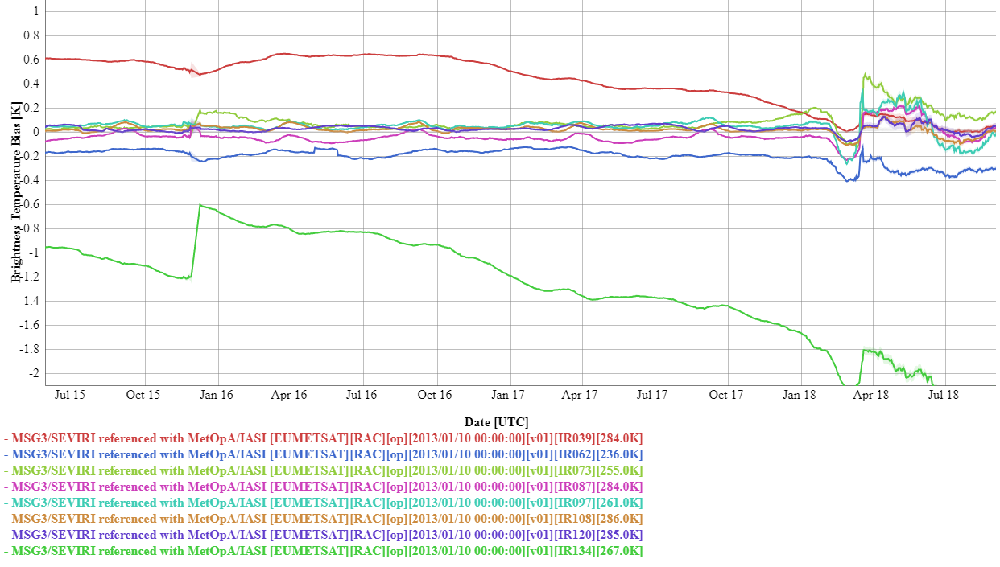 1
0.8
0.6
0.4
0.2
0
-0.2
-0.4
-0.6
-0.8
-1
-1.2
-1.4
-1.6
-1.8
-2
Brightness Temperature Bias [K]
Jul 15 Oct 15 Jan 16 Apr 16 Jul 16 Oct 16 Jan 17 Apr 17 Jul 17 Oct 17 Jan 18 Apr 18 Jul 18
Date [UTC]
- MSG3/SEVIRI referenced with MetOpA/IASI [EUMETSAT][RAC][op][2013/01/10 00:00:00][v01][IR039][284.0K]
- MSG3/SEVIRI referenced with MetOpA/IASI [EUMETSAT][RAC][op][2013/01/10 00:00:00][v01][IR062][236.0K]
- MSG3/SEVIRI referenced with MetOpA/IASI [EUMETSAT][RAC][op][2013/01/10 00:00:00][v01][IR073][255.0K]
- MSG3/SEVIRI referenced with MetOpA/IASI [EUMETSAT][RAC][op][2013/01/10 00:00:00][v01][IR087][284.0K]
- MSG3/SEVIRI referenced with MetOpA/IASI [EUMETSAT][RAC][op][2013/01/10 00:00:00][v01][IR097][261.0K]
- MSG3/SEVIRI referenced with MetOpA/IASI [EUMETSAT][RAC][op][2013/01/10 00:00:00][v01][IR108][286.0K]
- MSG3/SEVIRI referenced with MetOpA/IASI [EUMETSAT][RAC][op][2013/01/10 00:00:00][v01][IR120][285.0K]
- MSG3/SEVIRI referenced with MetOpA/IASI [EUMETSAT][RAC][op][2013/01/10 00:00:00][v01][IR134][267.0K]